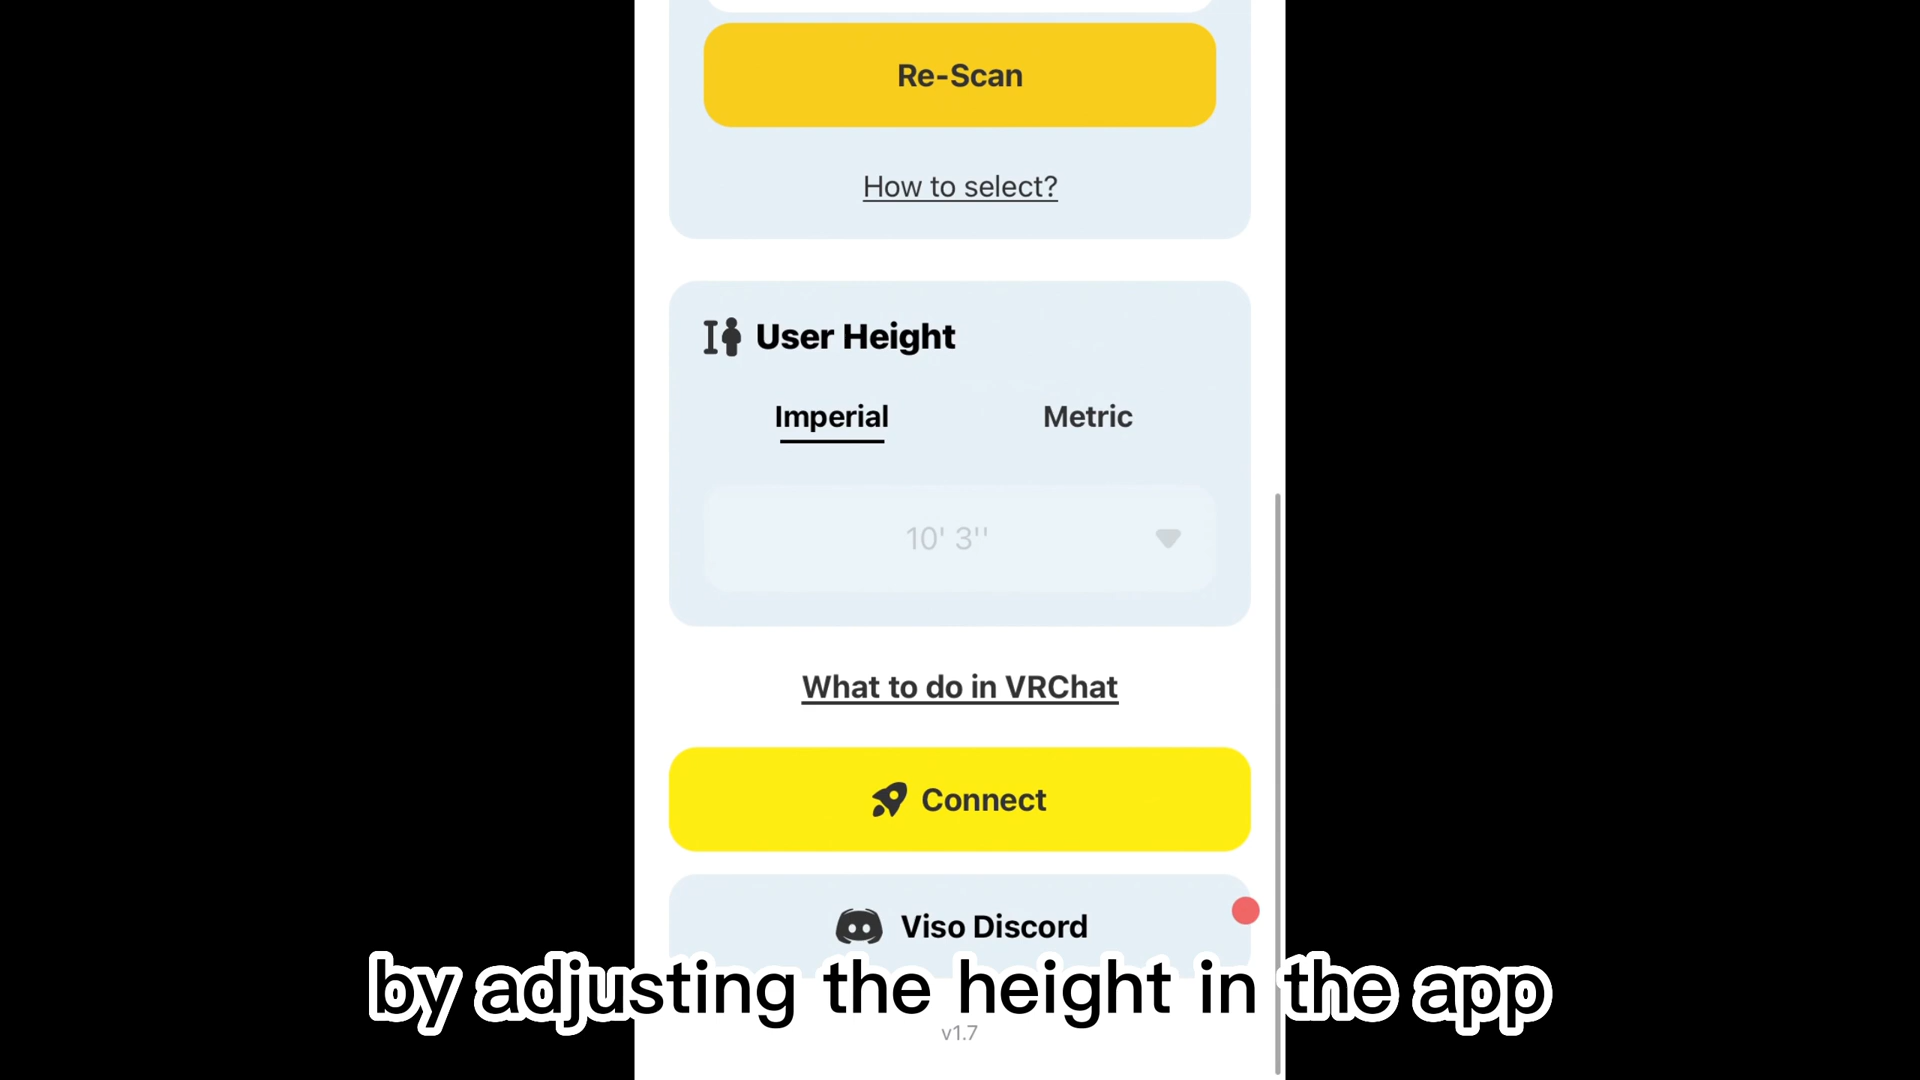 Re-Scan
How to select?
User Height
Imperial
Metric
10' 3''
What to do in VRChat
Connect
Viso Discord
by adjusting the height in the app
v1.7